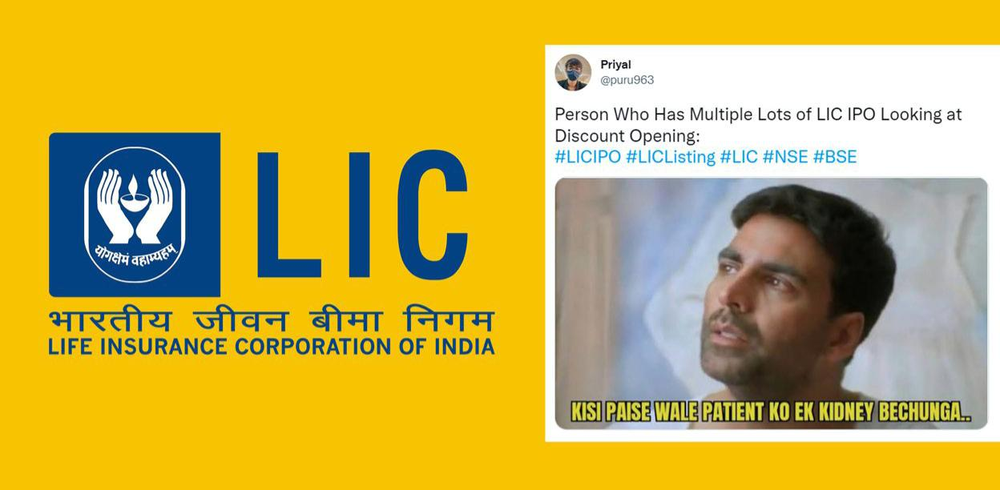 योगक्षेमं वहाम्यहम्
LIC
भारतीय जीवन बीमा निगम
LIFE INSURANCE CORPORATION OF INDIA
Priyal
@puru963
Person Who Has Multiple Lots of LIC IPO Looking at
Discount Opening:
#LICIPO #LICListing #LIC #NSE #BSE
KISI PAISE WALE PATIENT KO EK KIDNEY BECHUNGA..